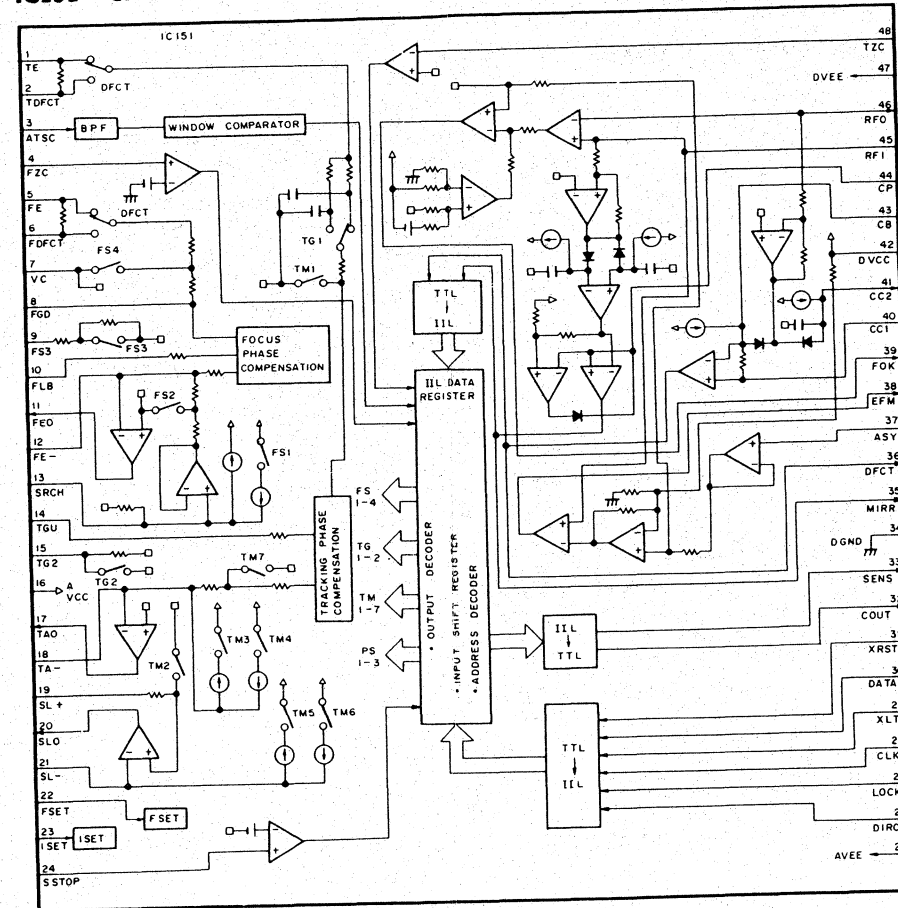 IC151
1
TE
2
TDFCT
DFCT
3
ATSC
BPF
WINDOW COMPARATOR
4
FZC
DFCT
5
FE
6
FDFCT
FS4
7
VC
8
FGD
9
FS3
FS3
10
FLB
11
FEO
12
FE-
13
SRCH
14
TGU
15
TG2
TG2
16
A
VCC
17
TAO
18
TA-
19
SL+
20
SLO
21
SL-
22
FSET
FSET
23
ISET
ISET
24
SSTOP
TG1
TM1
FOCUS
PHASE
COMPENSATION
FS2
FS1
TRACKING PHASE
COMPENSATION
TM7
TM3
TM4
TM2
TM5
TM6
FS
1-4
TG
1-2
TM
1-7
PS
1-3
TTL
IIL
IIL DATA
REGISTER
• OUTPUT DECODER
• INPUT SHIFT REGISTER
• ADDRESS DECODER
IIL
TTL
TTL
IIL
48
TZC
47
DVEE
46
RFO
45
RFI
44
CP
43
CB
42
DVCC
41
CC2
40
CC1
39
FOK
38
EFM
37
ASY
36
DFCT
35
MIRR
34
DGND
33
SENS
COUT
XRST
DATA
XLT
CLK
LOCK
DIRC
AVEE